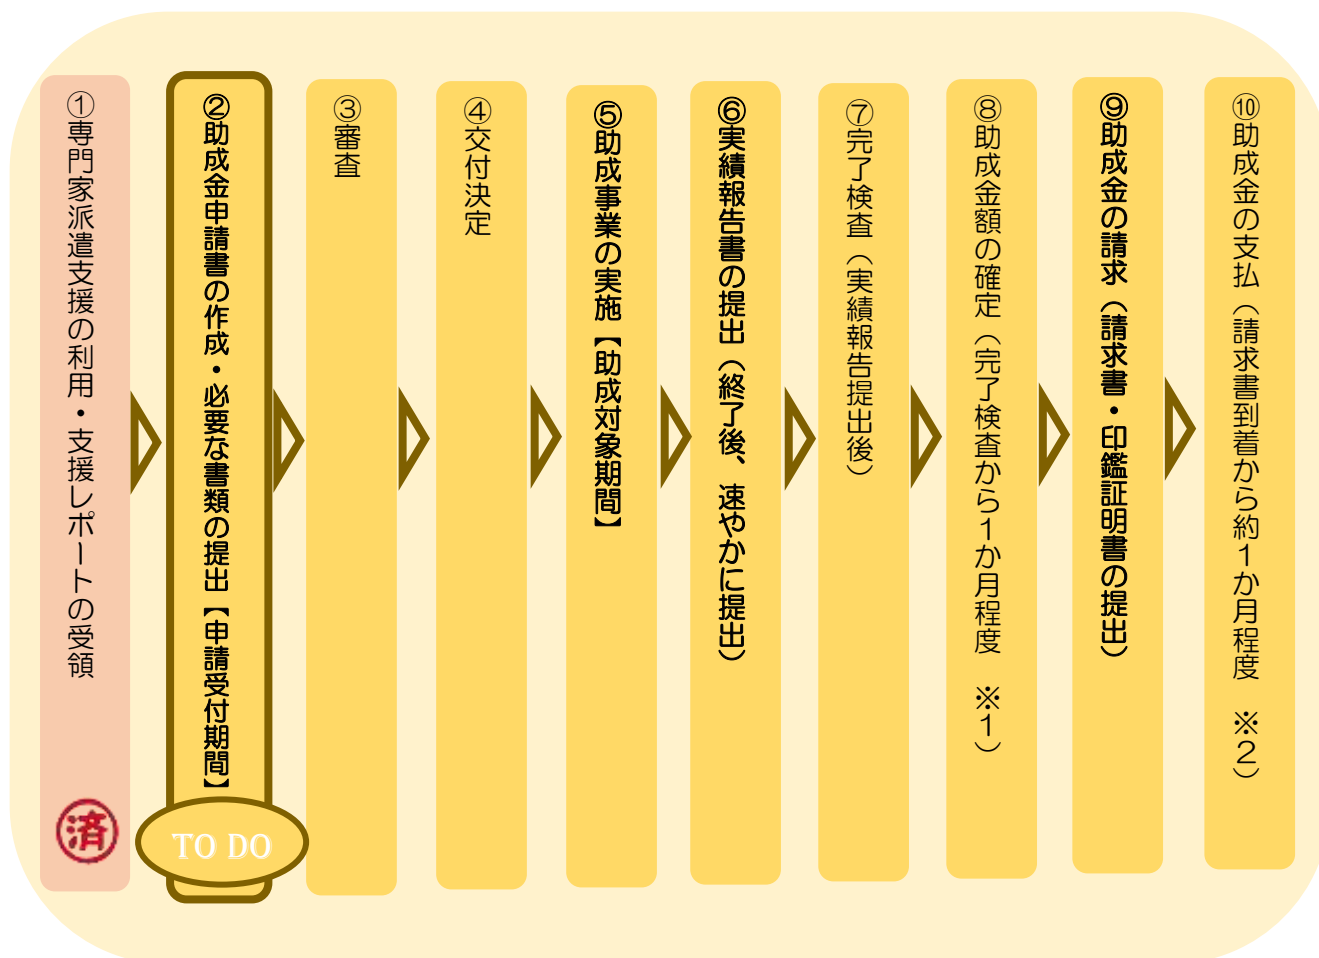 ①専門家派遣支援の利用・支援レポートの受領
済
②助成金申請書の作成・必要な書類の提出【申請受付期間】
TO DO
③審査
④交付決定
⑤助成事業の実施【助成対象期間】
⑥実績報告書の提出（終了後、速やかに提出）
⑦完了検査（実績報告提出後）
⑧助成金額の確定（完了検査から１か月程度　※１）
⑨助成金の請求（請求書・印鑑証明書の提出）
⑩助成金の支払（請求書到着から約１か月程度　※２）